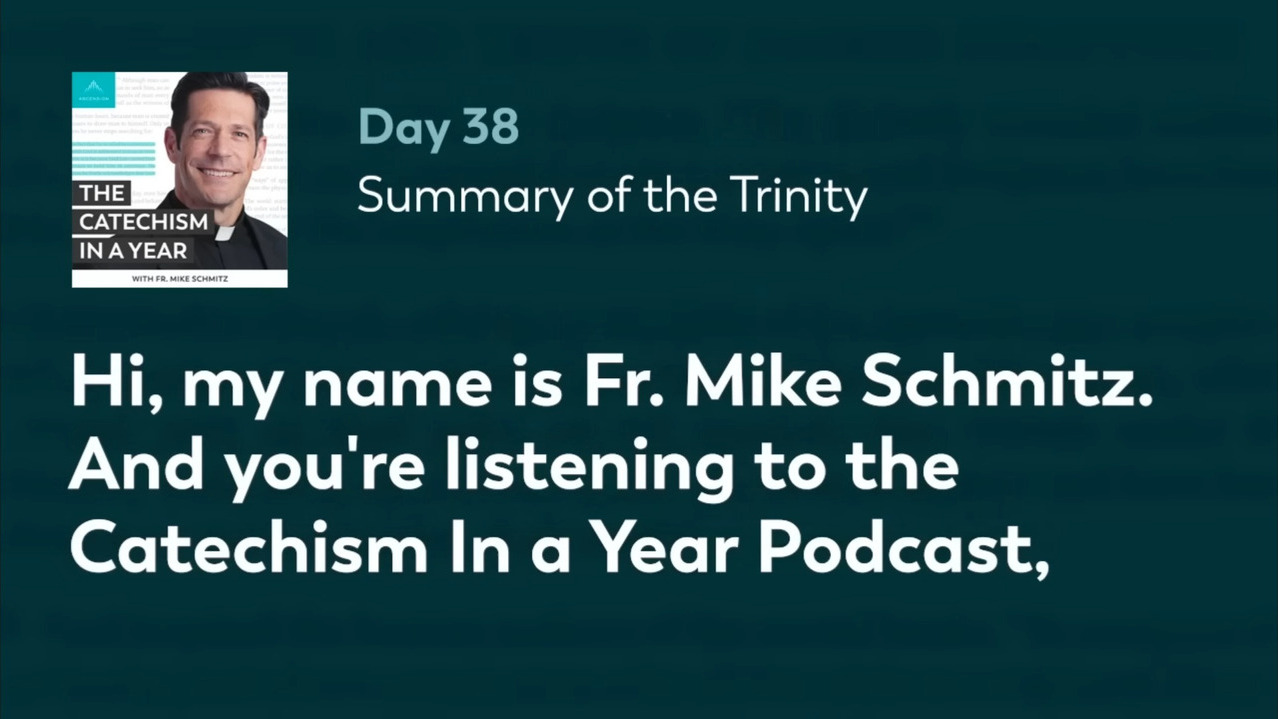 ASCENSION
THE
CATECHISM
IN A YEAR
WITH FR. MIKE SCHMITZ
Day 38
Summary of the Trinity
Hi, my name is Fr. Mike Schmitz.
And you're listening to the
Catechism In a Year Podcast,